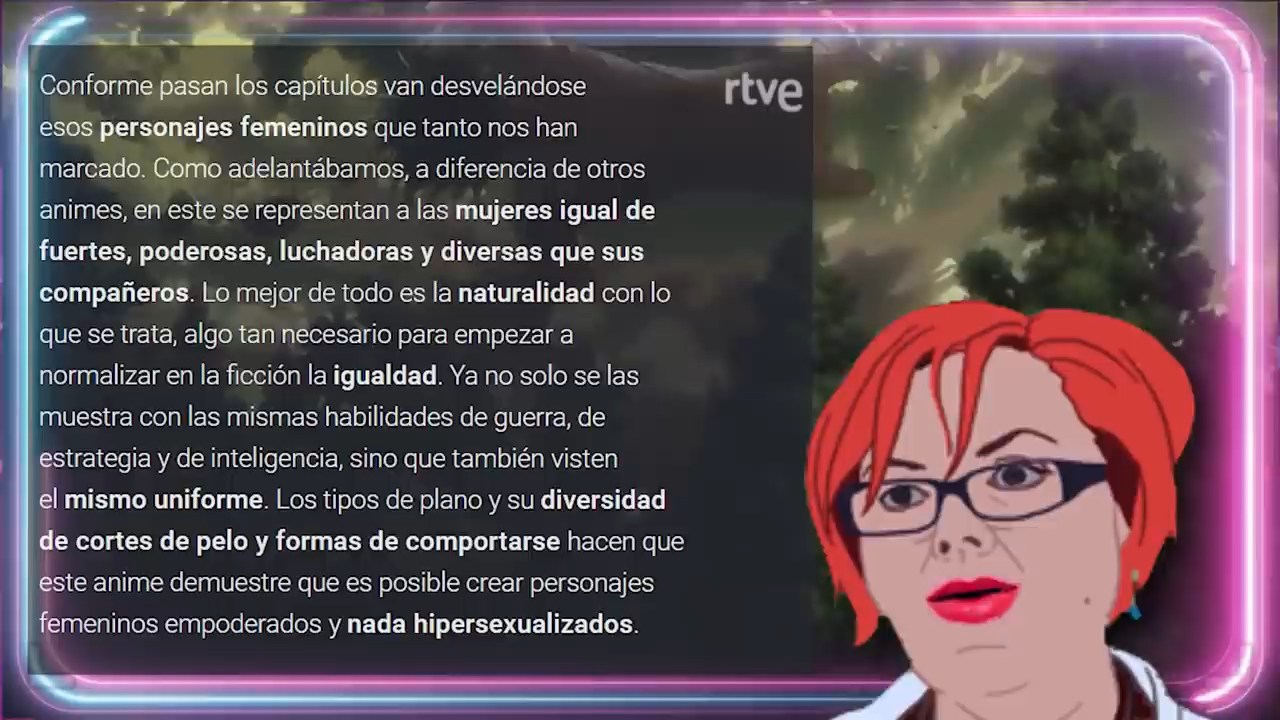 rtve
Conforme pasan los capítulos van desvelándose
esos personajes femeninos que tanto nos han
marcado. Como adelantábamos, a diferencia de otros
animes, en este se representan a las mujeres igual de
fuertes, poderosas, luchadoras y diversas que sus
compañeros. Lo mejor de todo es la naturalidad con lo
que se trata, algo tan necesario para empezar a
normalizar en la ficción la igualdad. Ya no solo se las
muestra con las mismas habilidades de guerra, de
estrategia y de inteligencia, sino que también visten
el mismo uniforme. Los tipos de plano y su diversidad
de cortes de pelo y formas de comportarse hacen que
este anime demuestre que es posible crear personajes
femeninos empoderados y nada hipersexualizados.